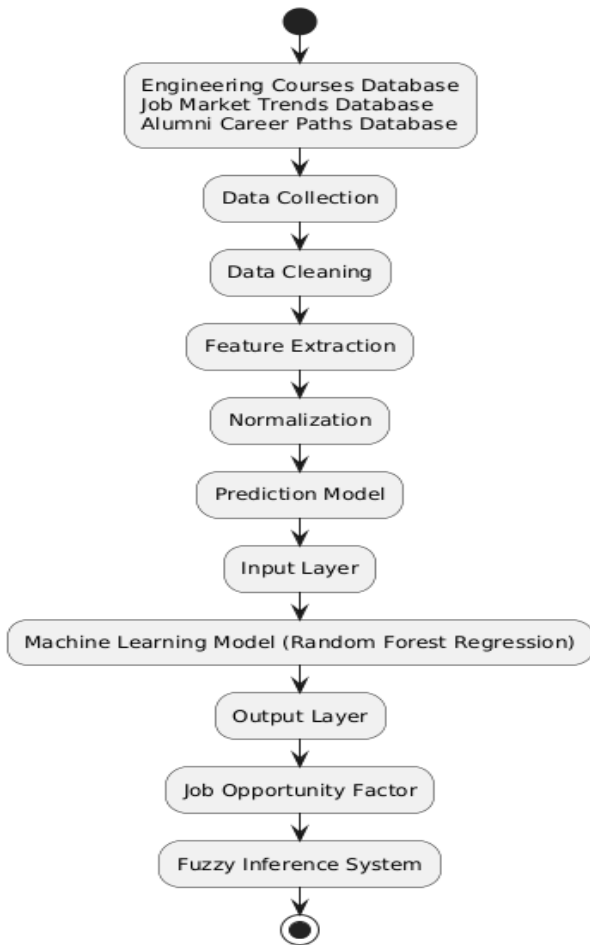 Engineering Courses Database
Job Market Trends Database
Alumni Career Paths Database
Data Collection
Data Cleaning
Feature Extraction
Normalization
Prediction Model
Input Layer
Machine Learning Model (Random Forest Regression)
Output Layer
Job Opportunity Factor
Fuzzy Inference System